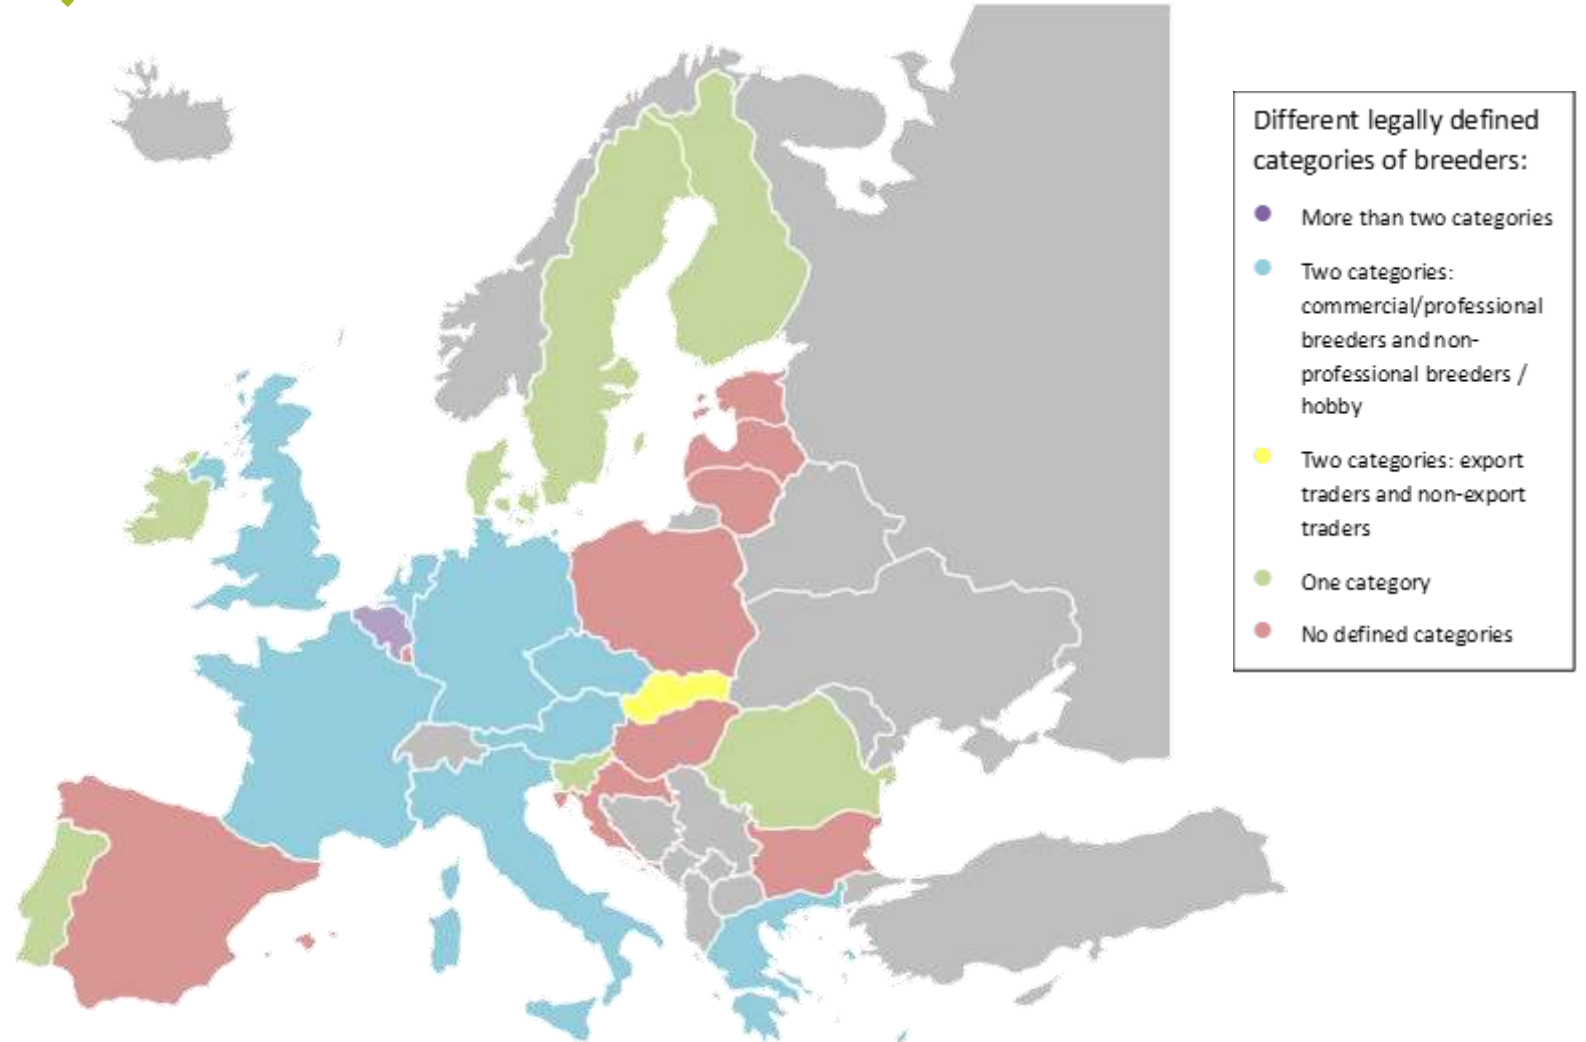 Different legally defined
categories of breeders:
More than two categories
Two categories:
commercial/professional
breeders and non-
professional breeders /
hobby
Two categories: export
traders and non-export
traders
One category
No defined categories